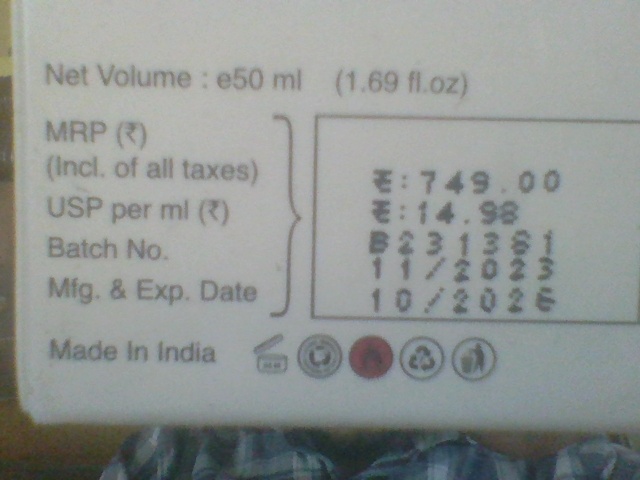 Net Volume : e50 ml (1.69 fl.oz)
MRP (₹)
(Incl. of all taxes)
USP per ml (₹)
Batch No.
Mfg. & Exp. Date
₹:749.00
₹:14.98
B231361
11/2023
10/2026
Made In India